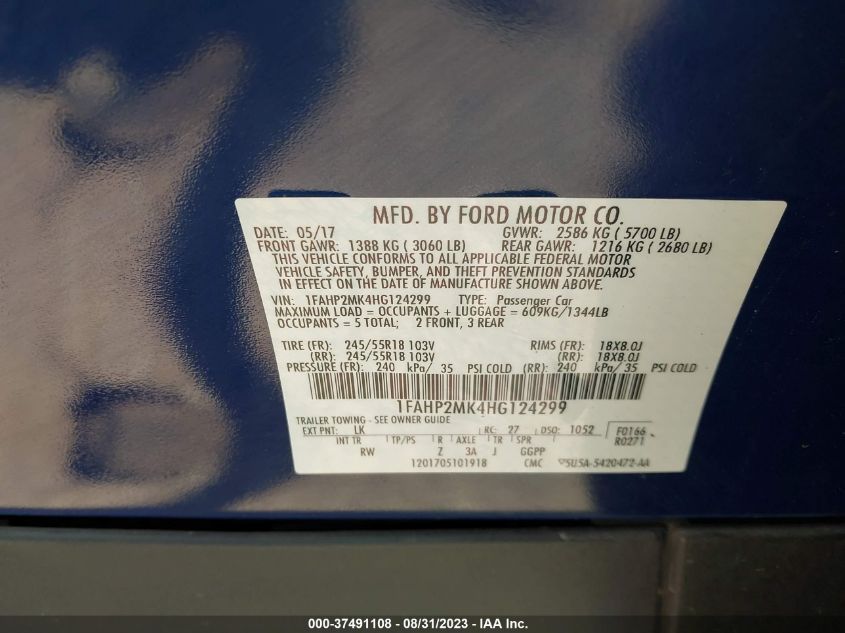 MFD. BY FORD MOTOR CO.
DATE: 05/17 GVWR: 2586 KG ( 5700 LB)
FRONT GAWR: 1388 KG ( 3060 LB) REAR GAWR: 1216 KG ( 2680 LB)
THIS VEHICLE CONFORMS TO ALL APPLICABLE FEDERAL MOTOR
VEHICLE SAFETY, BUMPER, AND THEFT PREVENTION STANDARDS
IN EFFECT ON THE DATE OF MANUFACTURE SHOWN ABOVE.
VIN: 1FAHP2MK4HG124299 TYPE: Passenger Car
MAXIMUM LOAD = OCCUPANTS + LUGGAGE = 609KG/1344LB
OCCUPANTS = 5 TOTAL; 2 FRONT, 3 REAR
TIRE (FR): 245/55R18 103V RIMS (FR): 18X8.0J
(RR): 245/55R18 103V (RR): 18X8.0J
PRESSURE (FR): 240 kPa/ 35 PSI COLD (RR): 240 kPa/ 35 PSI COLD
1FAHP2MK4HG124299
TRAILER TOWING - SEE OWNER GUIDE
EXT PNT: LK RC: 27 DSO: 1052 F0166
INT TR TP/PS R AXLE TR SPR R0271
RW Z 3A J GGPP
1201705101918 CMC 5U5A-5420472-AA
000-37491108 - 08/31/2023 - IAA Inc.